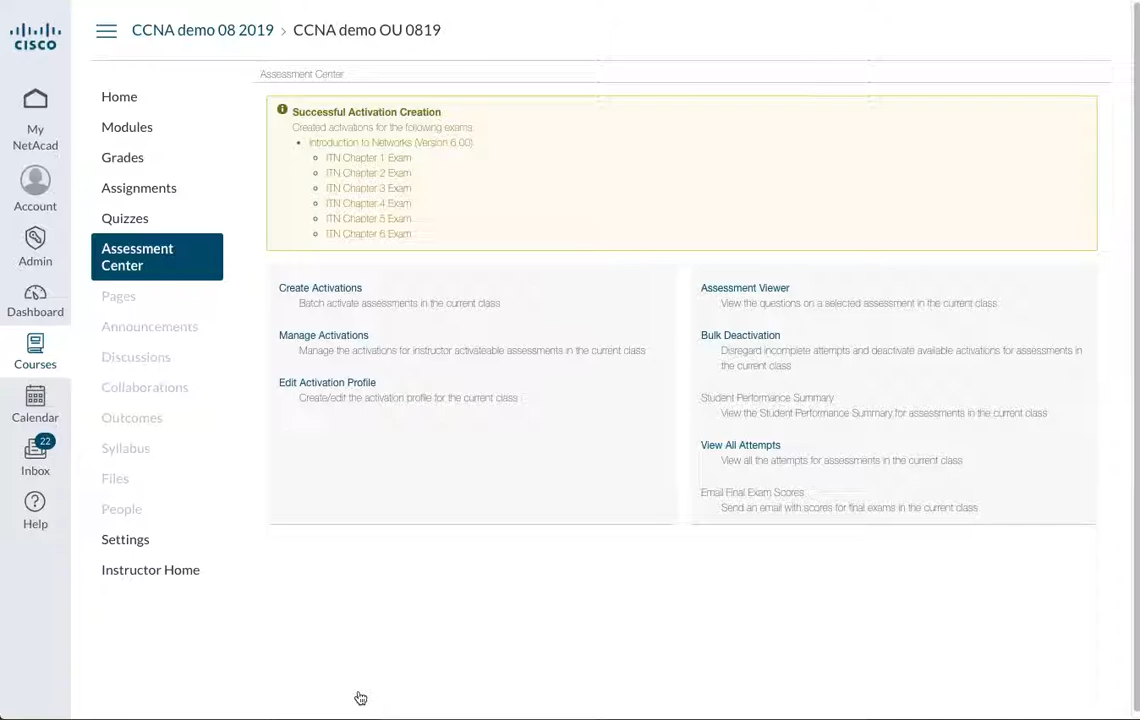 CISCO
CCNA demo 08 2019 › CCNA demo OU 0819
My
NetAcad
Account
Admin
Dashboard
Courses
Calendar
22
Inbox
Help
Home
Modules
Grades
Assignments
Quizzes
Assessment
Center
Pages
Announcements
Discussions
Collaborations
Outcomes
Syllabus
Files
People
Settings
Instructor Home
Assessment Center
Successful Activation Creation
Created activations for the following exams:
Introduction to Networks (Version 6.00)
ITN Chapter 1 Exam
ITN Chapter 2 Exam
ITN Chapter 3 Exam
ITN Chapter 4 Exam
ITN Chapter 5 Exam
ITN Chapter 6 Exam
Create Activations
Batch activate assessments in the current class
Manage Activations
Manage the activations for instructor activateable assessments in the current class
Edit Activation Profile
Create/edit the activation profile for the current class
Assessment Viewer
View the questions on a selected assessment in the current class.
Bulk Deactivation
Disregard incomplete attempts and deactivate available activations for assessments in
the current class
Student Performance Summary
View the Student Performance Summary for assessments in the current class
View All Attempts
View all the attempts for assessments in the current class
Email Final Exam Scores
Send an email with scores for final exams in the current class